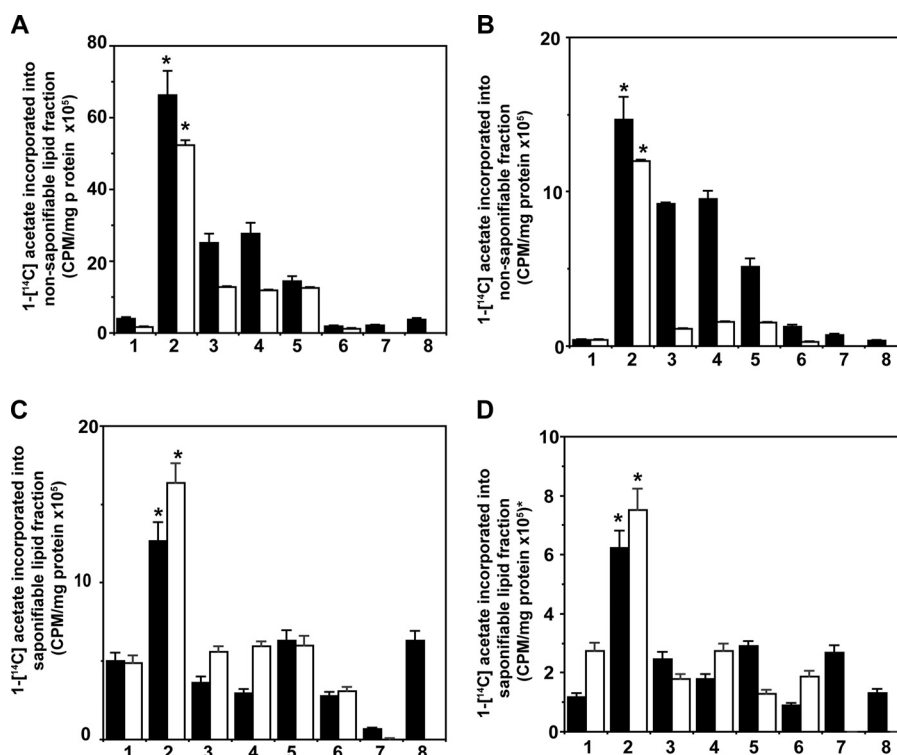 A
1-[¹⁴C] acetate incorporated into
non-saponifiable lipid fraction
(CPM/mg p rotein x10⁵)
80
60
40
20
0
*
*
1 2 3 4 5 6 7 8
B
1-[¹⁴C] acetate incorporated into
non-saponifiable fraction
(CPM/mg protein x10⁵)
20
10
0
*
*
1 2 3 4 5 6 7 8
C
1-[¹⁴C] acetate incorporated into
saponifiable lipid fraction
(CPM/mg protein x10⁵)
20
10
0
*
*
1 2 3 4 5 6 7 8
D
1-[¹⁴C] acetate incorporated into
saponifiable lipid fraction
(CPM/mg protein x10⁵)*
10
8
6
4
2
0
*
*
1 2 3 4 5 6 7 8